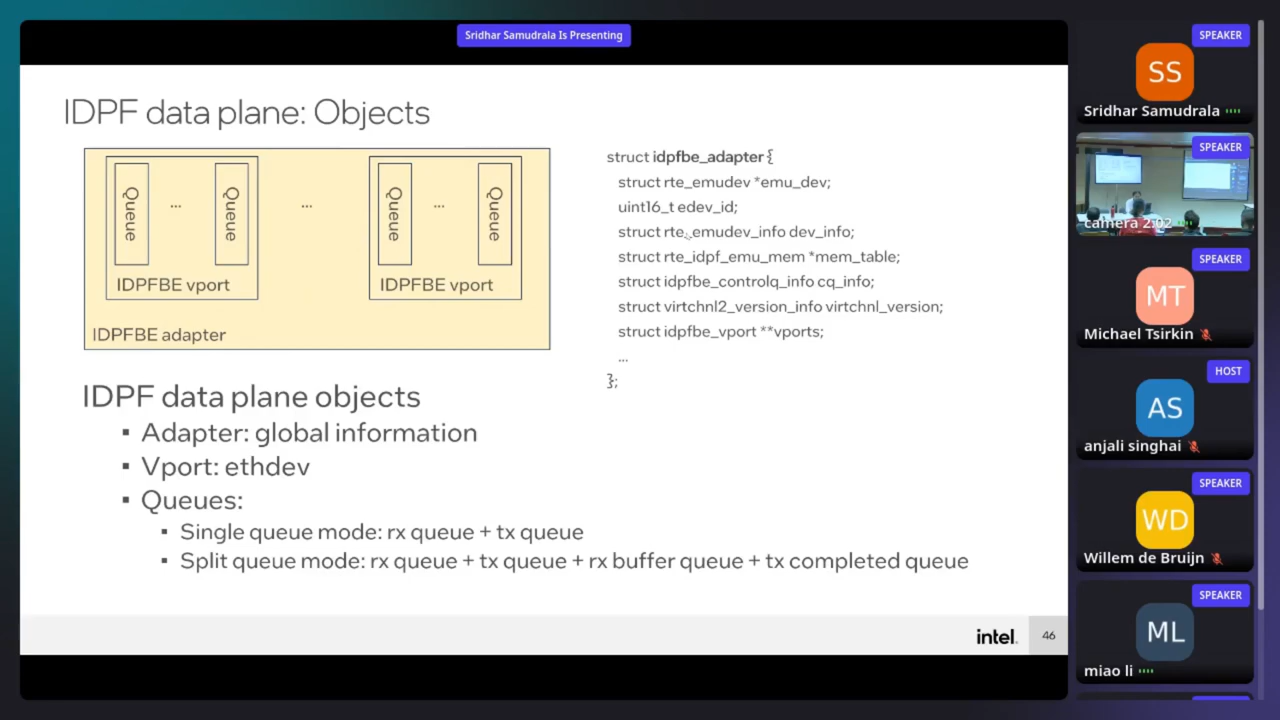 Sridhar Samudrala Is Presenting
IDPF data plane: Objects
Queue
...
Queue
...
Queue
...
Queue
IDPFBE vport
IDPFBE vport
IDPFBE adapter
struct idpfbe_adapter {
struct rte_emudev *emu_dev;
uint16_t edev_id;
struct rte_emudev_info dev_info;
struct rte_idpf_emu_mem *mem_table;
struct idpfbe_controlq_info cq_info;
struct virtchnl2_version_info virtchnl_version;
struct idpfbe_vport **vports;
...
};
IDPF data plane objects
▪ Adapter: global information
▪ Vport: ethdev
▪ Queues:
▪ Single queue mode: rx queue + tx queue
▪ Split queue mode: rx queue + tx queue + rx buffer queue + tx completed queue
intel.
46
SPEAKER
SS
Sridhar Samudrala
SPEAKER
camera 2.02
SPEAKER
MT
Michael Tsirkin
HOST
AS
anjali singhai
SPEAKER
WD
Willem de Bruijn
SPEAKER
ML
miao li